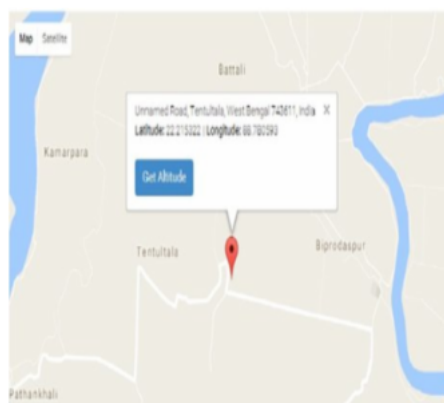 Map Satellite
Battali
Unnamed Road, Tentultala, West Bengal 743611, India ×
Latitude: 22.215322 | Longitude: 88.780593
Get Altitude
Kamarpara
Tentultala
Biprodaspur
Pathankhali